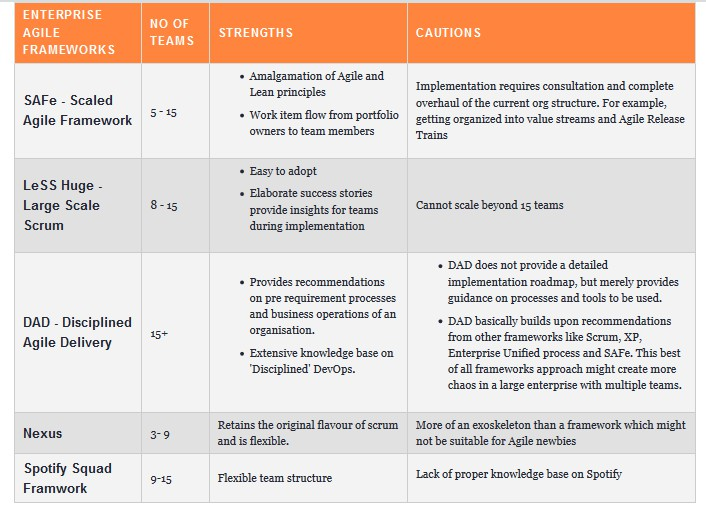 ENTERPRISE
AGILE
FRAMEWORKS
NO OF
TEAMS
STRENGTHS
CAUTIONS
SAFe - Scaled
Agile Framework
5 - 15
• Amalgamation of Agile and
Lean principles
• Work item flow from portfolio
owners to team members
Implementation requires consultation and complete
overhaul of the current org structure. For example,
getting organized into value streams and Agile Release
Trains
LeSS Huge -
Large Scale
Scrum
8 - 15
• Easy to adopt
• Elaborate success stories
provide insights for teams
during implementation
Cannot scale beyond 15 teams
DAD - Disciplined
Agile Delivery
15+
• Provides recommendations
on pre requirement processes
and business operations of an
organisation.
• Extensive knowledge base on
'Disciplined' DevOps.
• DAD does not provide a detailed
implementation roadmap, but merely provides
guidance on processes and tools to be used.
• DAD basically builds upon recommendations
from other frameworks like Scrum, XP,
Enterprise Unified process and SAFe. This best
of all frameworks approach might create more
chaos in a large enterprise with multiple teams.
Nexus
3- 9
Retains the original flavour of scrum
and is flexible.
More of an exoskeleton than a framework which might
not be suitable for Agile newbies
Spotify Squad
Framwork
9-15
Flexible team structure
Lack of proper knowledge base on Spotify